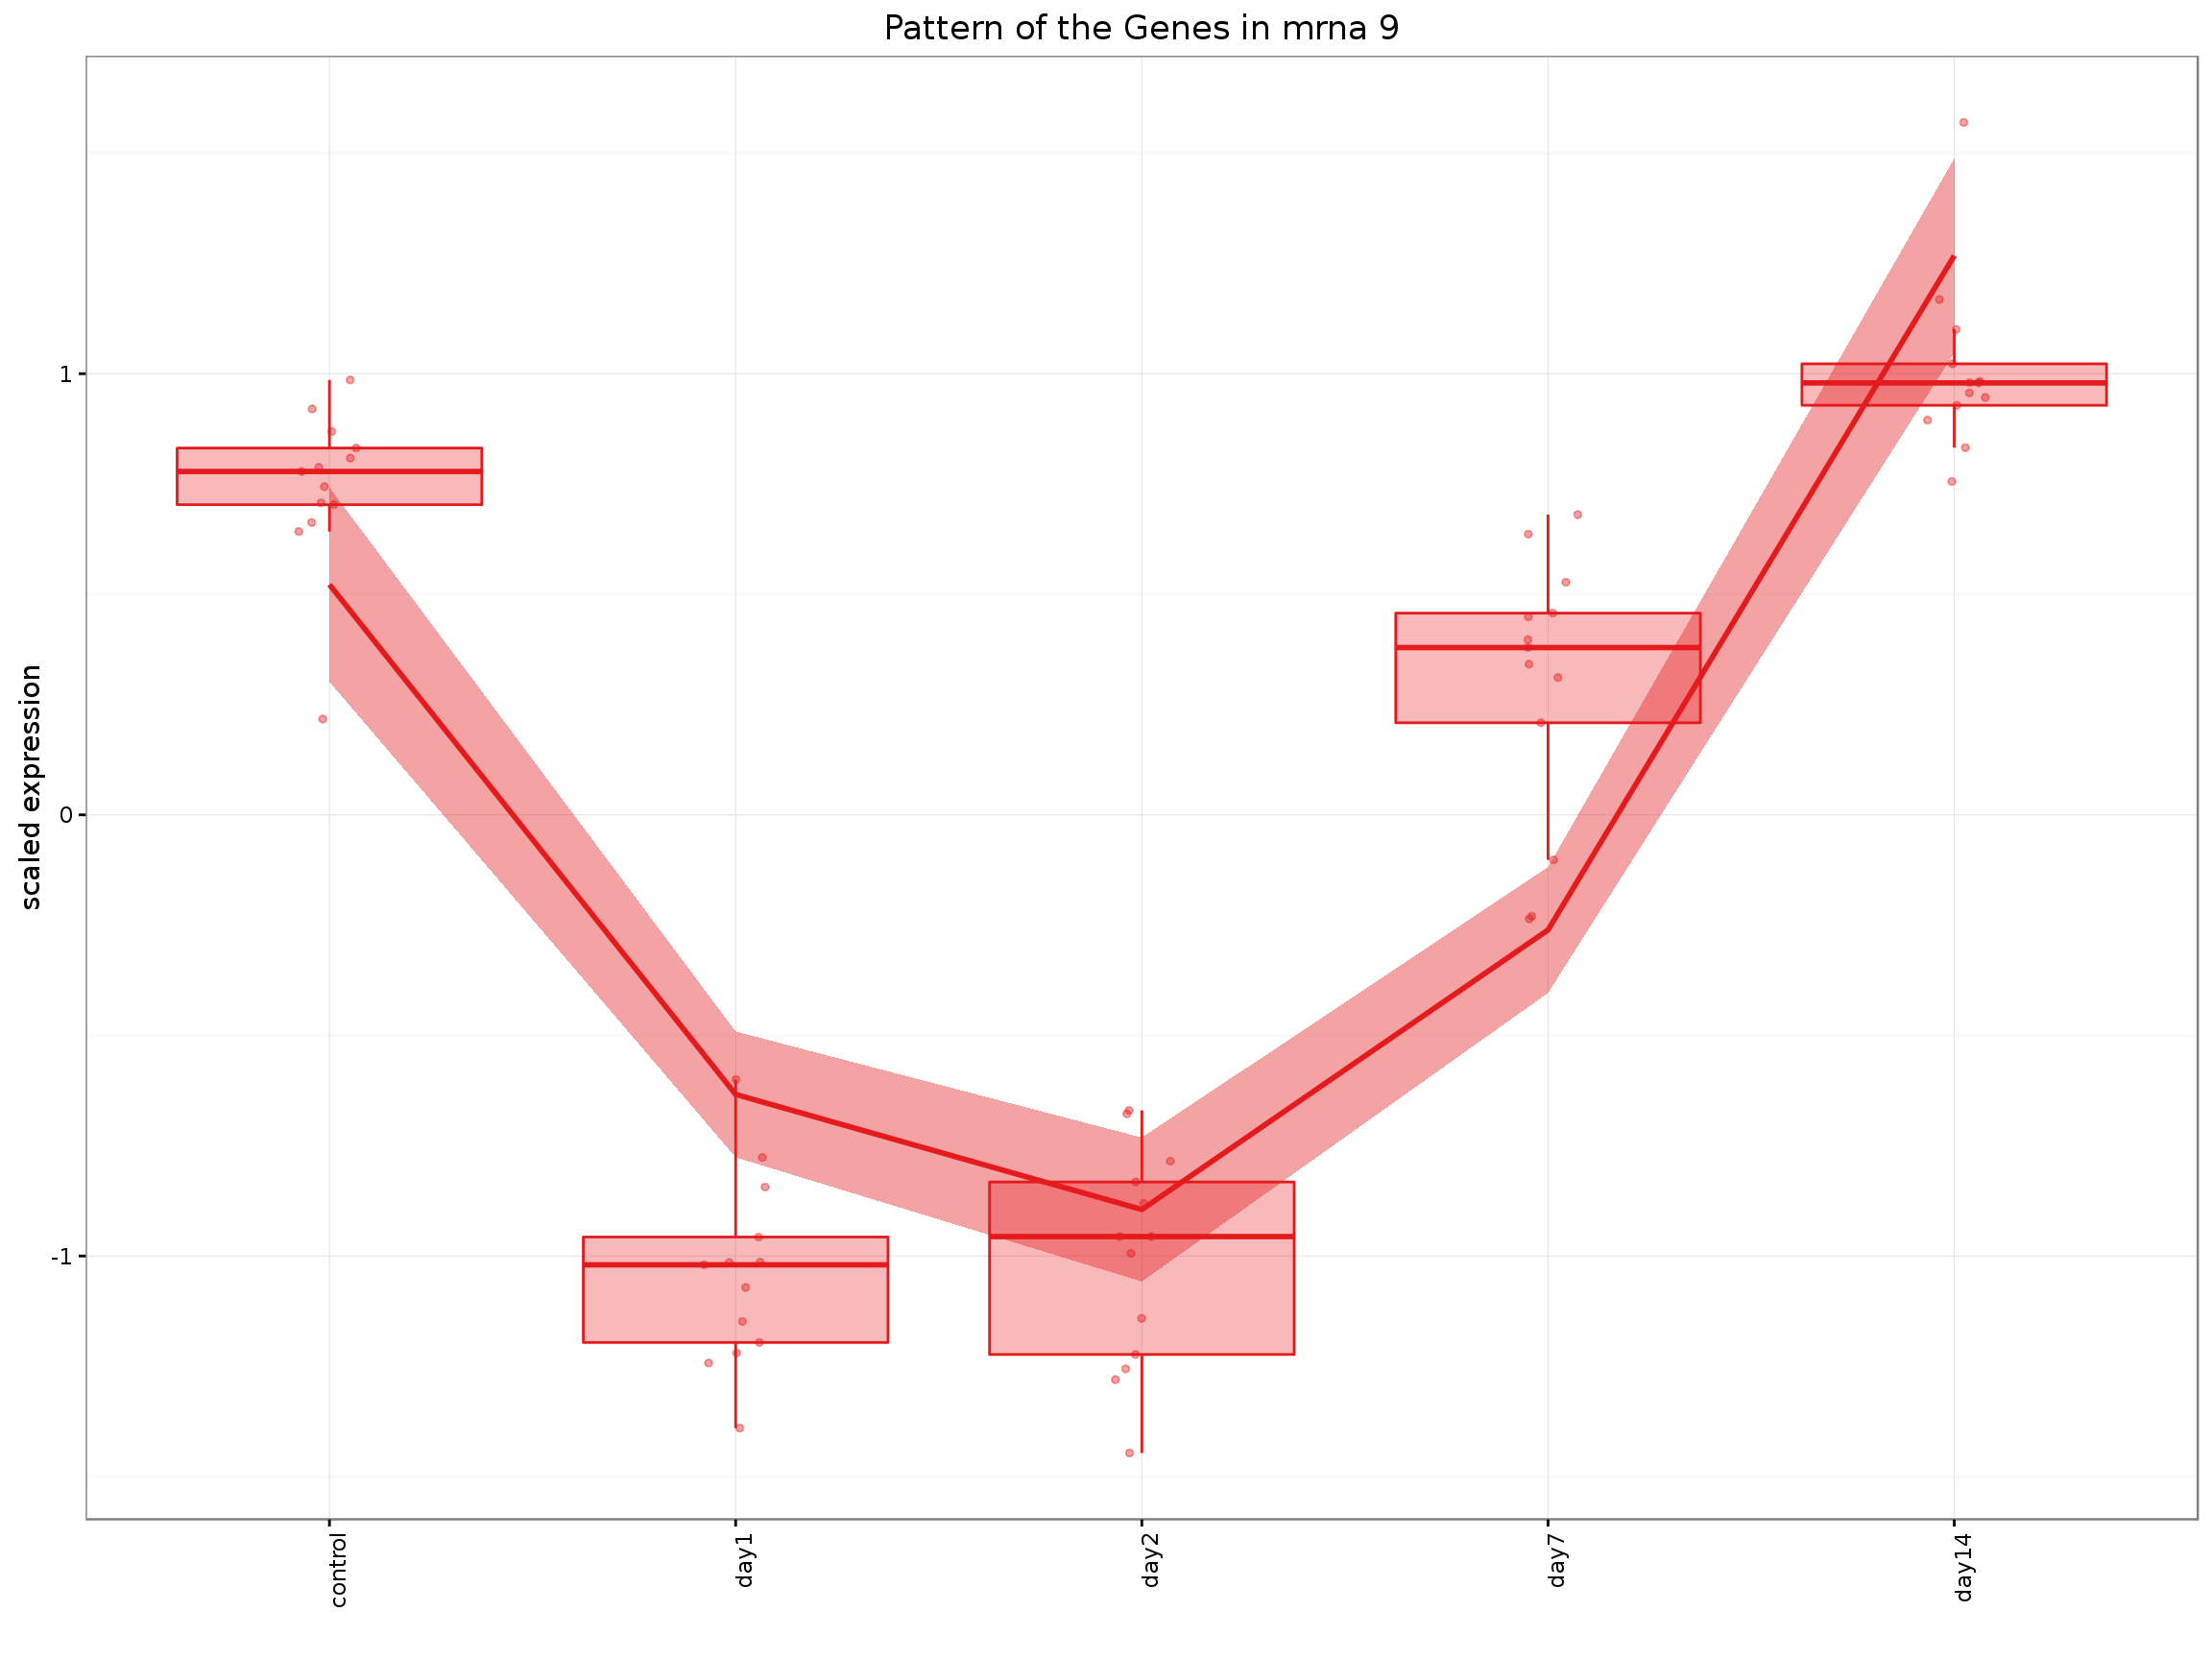 Pattern of the Genes in mrna 9
scaled expression
1
0
-1
control
day1
day2
day7
day14